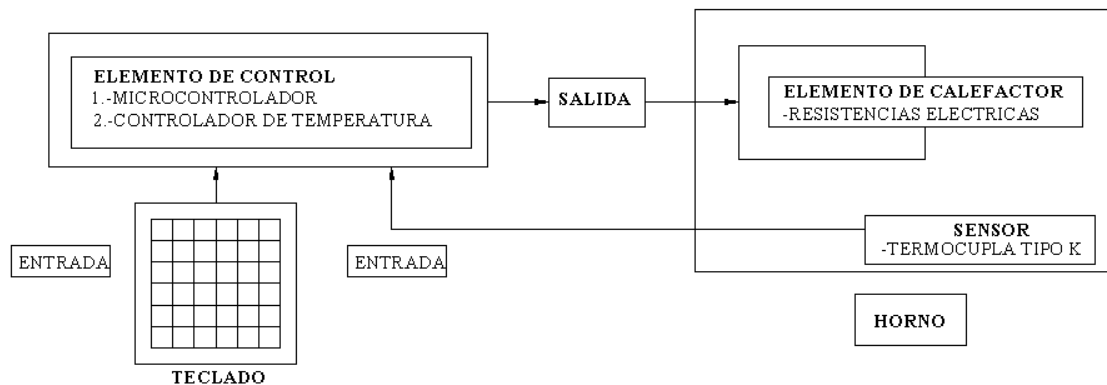 ELEMENTO DE CONTROL
1.-MICROCONTROLADOR
2.-CONTROLADOR DE TEMPERATURA
SALIDA
ELEMENTO DE CALEFACTOR
-RESISTENCIAS ELECTRICAS
ENTRADA
ENTRADA
SENSOR
-TERMOCUPLA TIPO K
HORNO
TECLADO